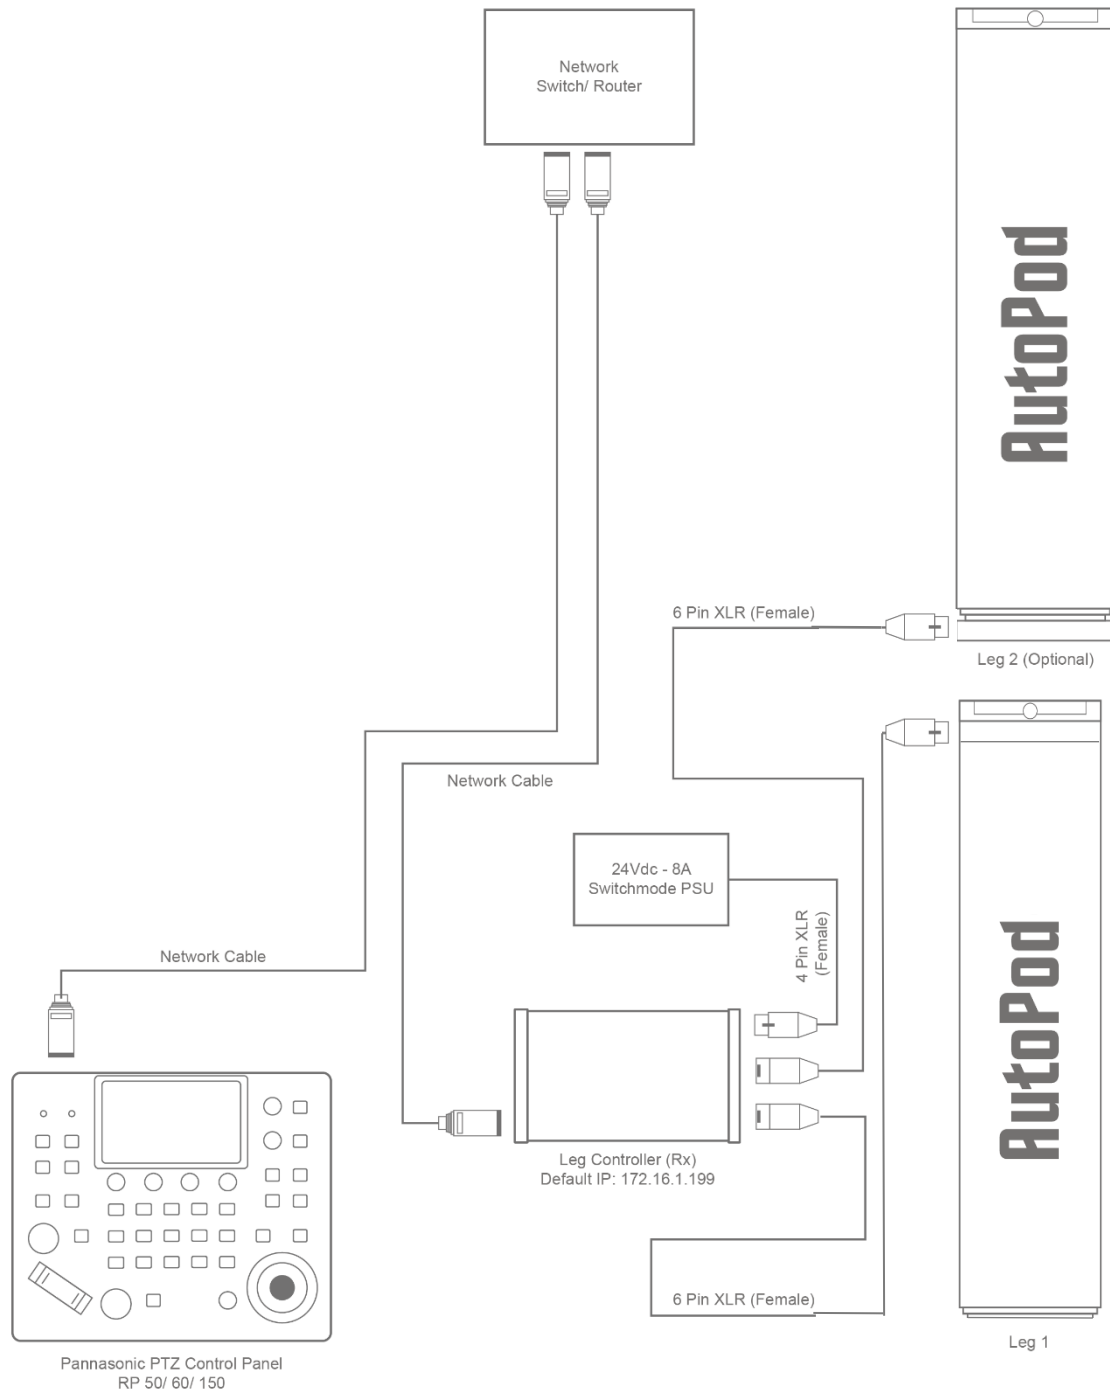 Network
Switch/ Router
AutoPod
6 Pin XLR (Female)
Leg 2 (Optional)
Network Cable
24Vdc - 8A
Switchmode PSU
4 Pin XLR
(Female)
Network Cable
AutoPod
Leg Controller (Rx)
Default IP: 172.16.1.199
6 Pin XLR (Female)
Leg 1
Pannasonic PTZ Control Panel
RP 50/ 60/ 150